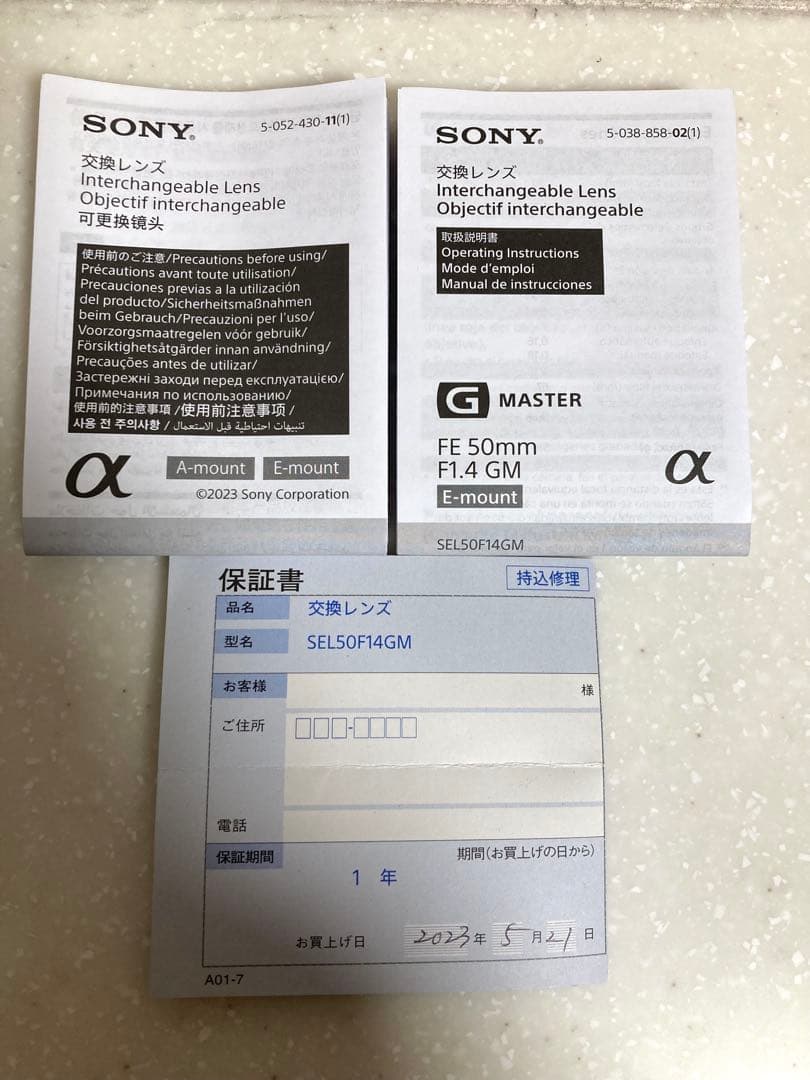 SONY®
5-052-430-11(1)
交換レンズ
Interchangeable Lens
Objectif interchangeable
可更换镜头
使用前のご注意/Precautions before using/
Précautions avant toute utilisation/
Precauciones previas a la utilización
del producto/Sicherheitsmaßnahmen
beim Gebrauch/Precauzioni per l'uso/
Voorzorgsmaatregelen vóór gebruik/
Försiktighetsåtgärder innan användning/
Precauções antes de utilizar/
Застережні заходи перед експлуатацією/
Примечания по использованию/
使用前的注意事項 /使用前注意事项 /
사용 전 주의사항 / تنبيهات احتياطية قبل الاستعمال
α
A-mount E-mount
©2023 Sony Corporation
SONY®
5-038-858-02(1)
交換レンズ
Interchangeable Lens
Objectif interchangeable
取扱説明書
Operating Instructions
Mode d'emploi
Manual de instrucciones
G MASTER
FE 50mm
F1.4 GM
E-mount
α
SEL50F14GM
保証書
持込修理
品名 交換レンズ
型名 SEL50F14GM
お客様 様
ご住所 □□□-□□□□
電話
保証期間 期間(お買上げの日から)
1 年
お買上げ日 2023年 5月21日
A01-7